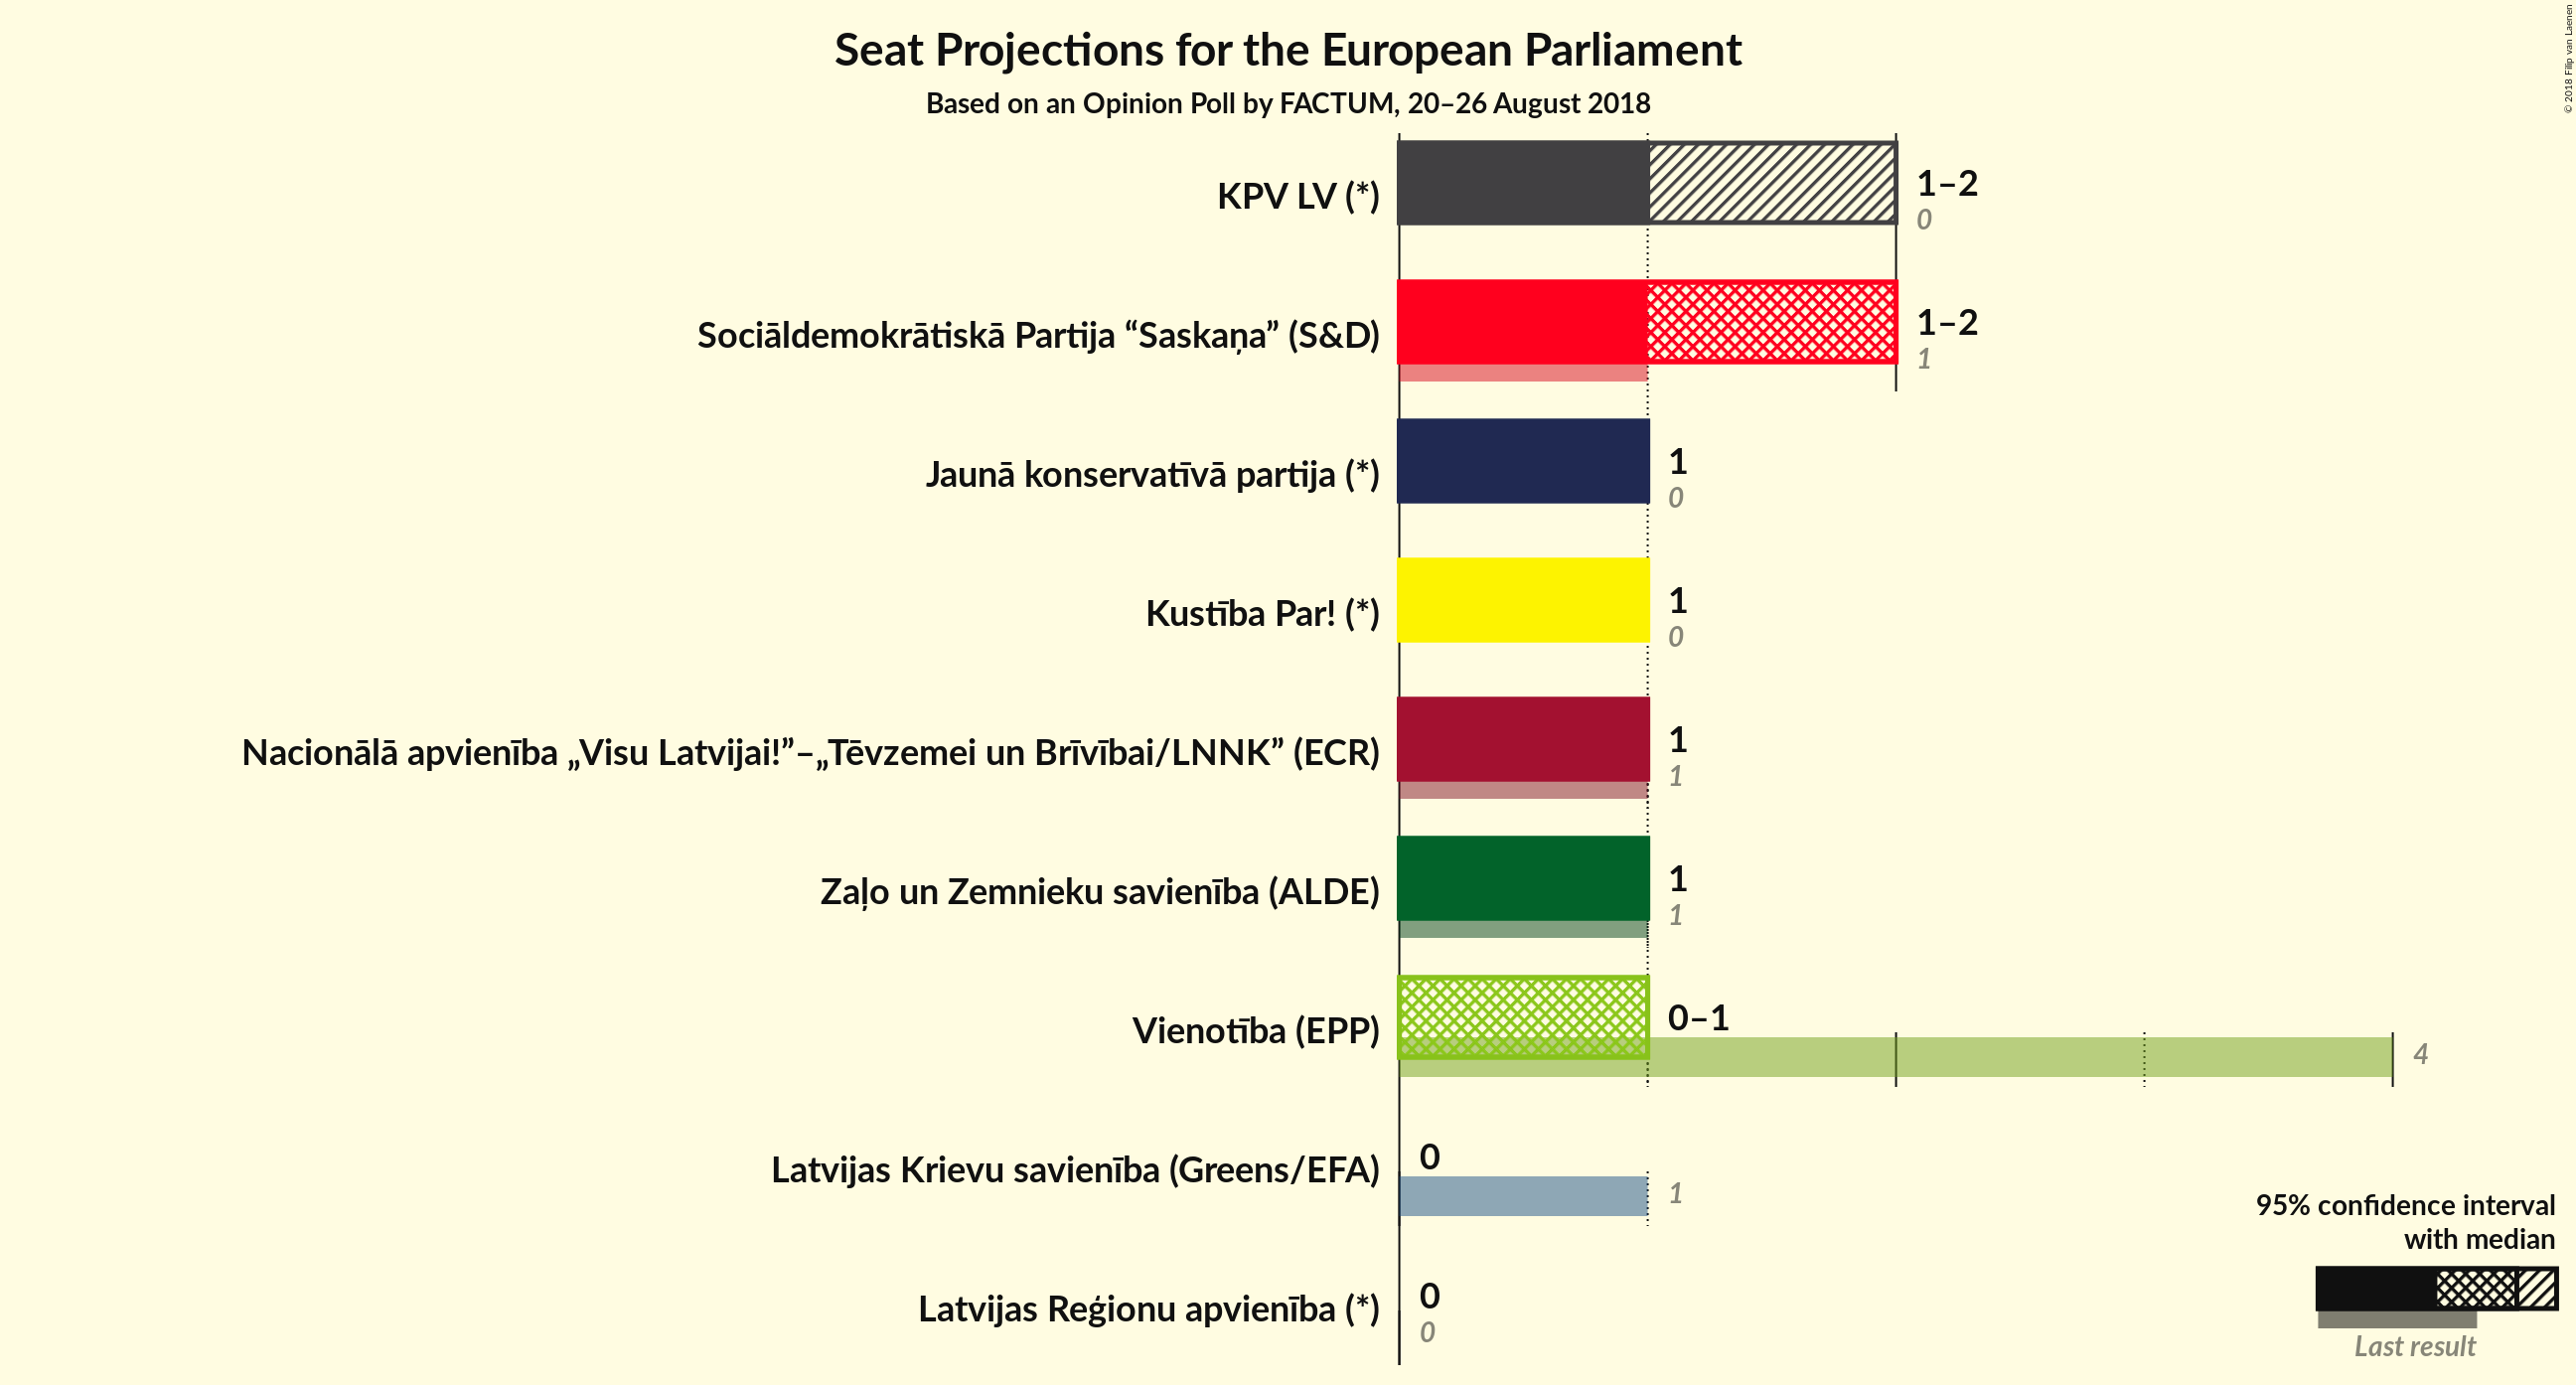 Seat Projections for the European Parliament
Based on an Opinion Poll by FACTUM, 20–26 August 2018
© 2018 Filip van Laenen
KPV LV (*)
1–2
0
Sociāldemokrātiskā Partija “Saskaņa” (S&D)
1–2
1
Jaunā konservatīvā partija (*)
1
0
Kustība Par! (*)
1
0
Nacionālā apvienība „Visu Latvijai!”–„Tēvzemei un Brīvībai/LNNK” (ECR)
1
1
Zaļo un Zemnieku savienība (ALDE)
1
1
Vienotība (EPP)
0–1
4
Latvijas Krievu savienība (Greens/EFA)
0
1
Latvijas Reģionu apvienība (*)
0
0
95% confidence interval
with median
Last result